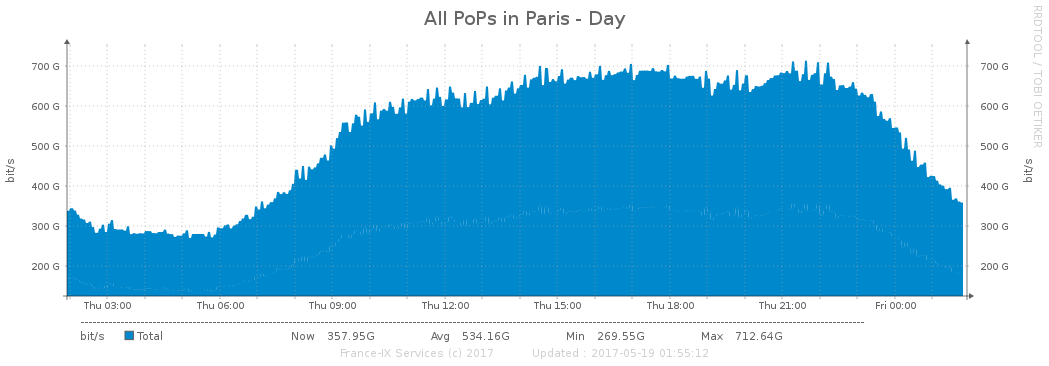 All PoPs in Paris - Day
RRDTOOL / TOBI OETIKER
bit/s
700 G
600 G
500 G
400 G
300 G
200 G
700 G
600 G
500 G
400 G
300 G
200 G
bit/s
Thu 03:00 Thu 06:00 Thu 09:00 Thu 12:00 Thu 15:00 Thu 18:00 Thu 21:00 Fri 00:00
bit/s Total Now 357.95G Avg 534.16G Min 269.55G Max 712.64G
France-IX Services (c) 2017 Updated : 2017-05-19 01:55:12